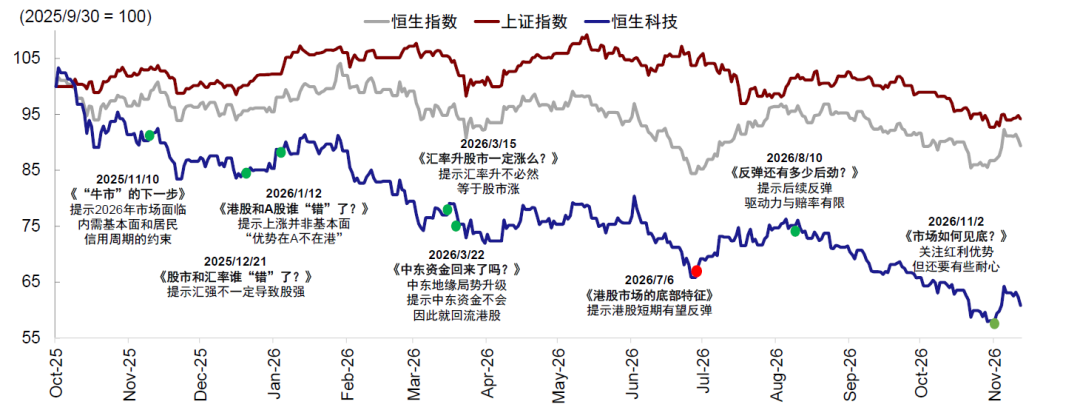 (2025/9/30 = 100)
恒生指数
上证指数
恒生科技
105
95
85
75
65
55
2025/11/10
《“牛市”的下一步》
提示2026年市场面临
内需基本面和居民
信用周期的约束
2025/12/21
《股市和汇率谁“错”了？》
提示汇强不一定导致股强
2026/1/12
《港股和A股谁“错”了？》
提示上涨并非基本面
“优势在A不在港”
2026/3/15
《汇率升股市一定涨么？》
提示汇率升不必然
等于股市涨
2026/3/22
《中东资金回来了吗？》
中东地缘局势升级
提示中东资金不会
因此就回流港股
2026/7/6
《港股市场的底部特征》
提示港股短期有望反弹
2026/8/10
《反弹还有多少后劲？》
提示后续反弹
驱动力与赔率有限
2026/11/2
《市场如何见底？》
关注红利优势
但还要有些耐心
Oct-25
Nov-25
Dec-25
Jan-26
Feb-26
Mar-26
Apr-26
May-26
Jun-26
Jul-26
Aug-26
Sep-26
Oct-26
Nov-26